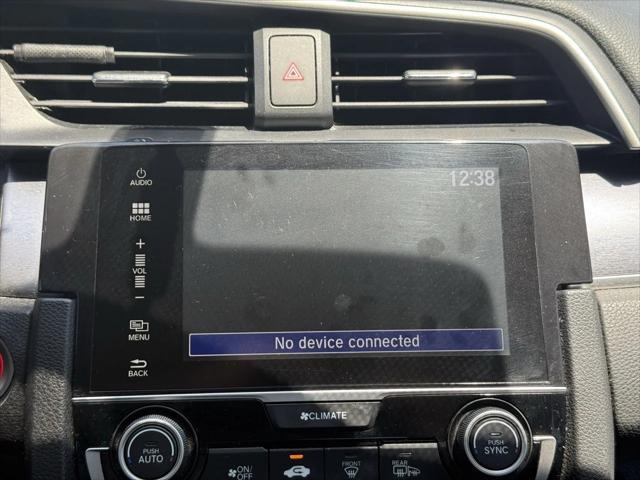 12:38
AUDIO
HOME
+
VOL
−
MENU
BACK
No device connected
CLIMATE
PUSH
AUTO
PUSH
SYNC
ON/
OFF
FRONT
REAR